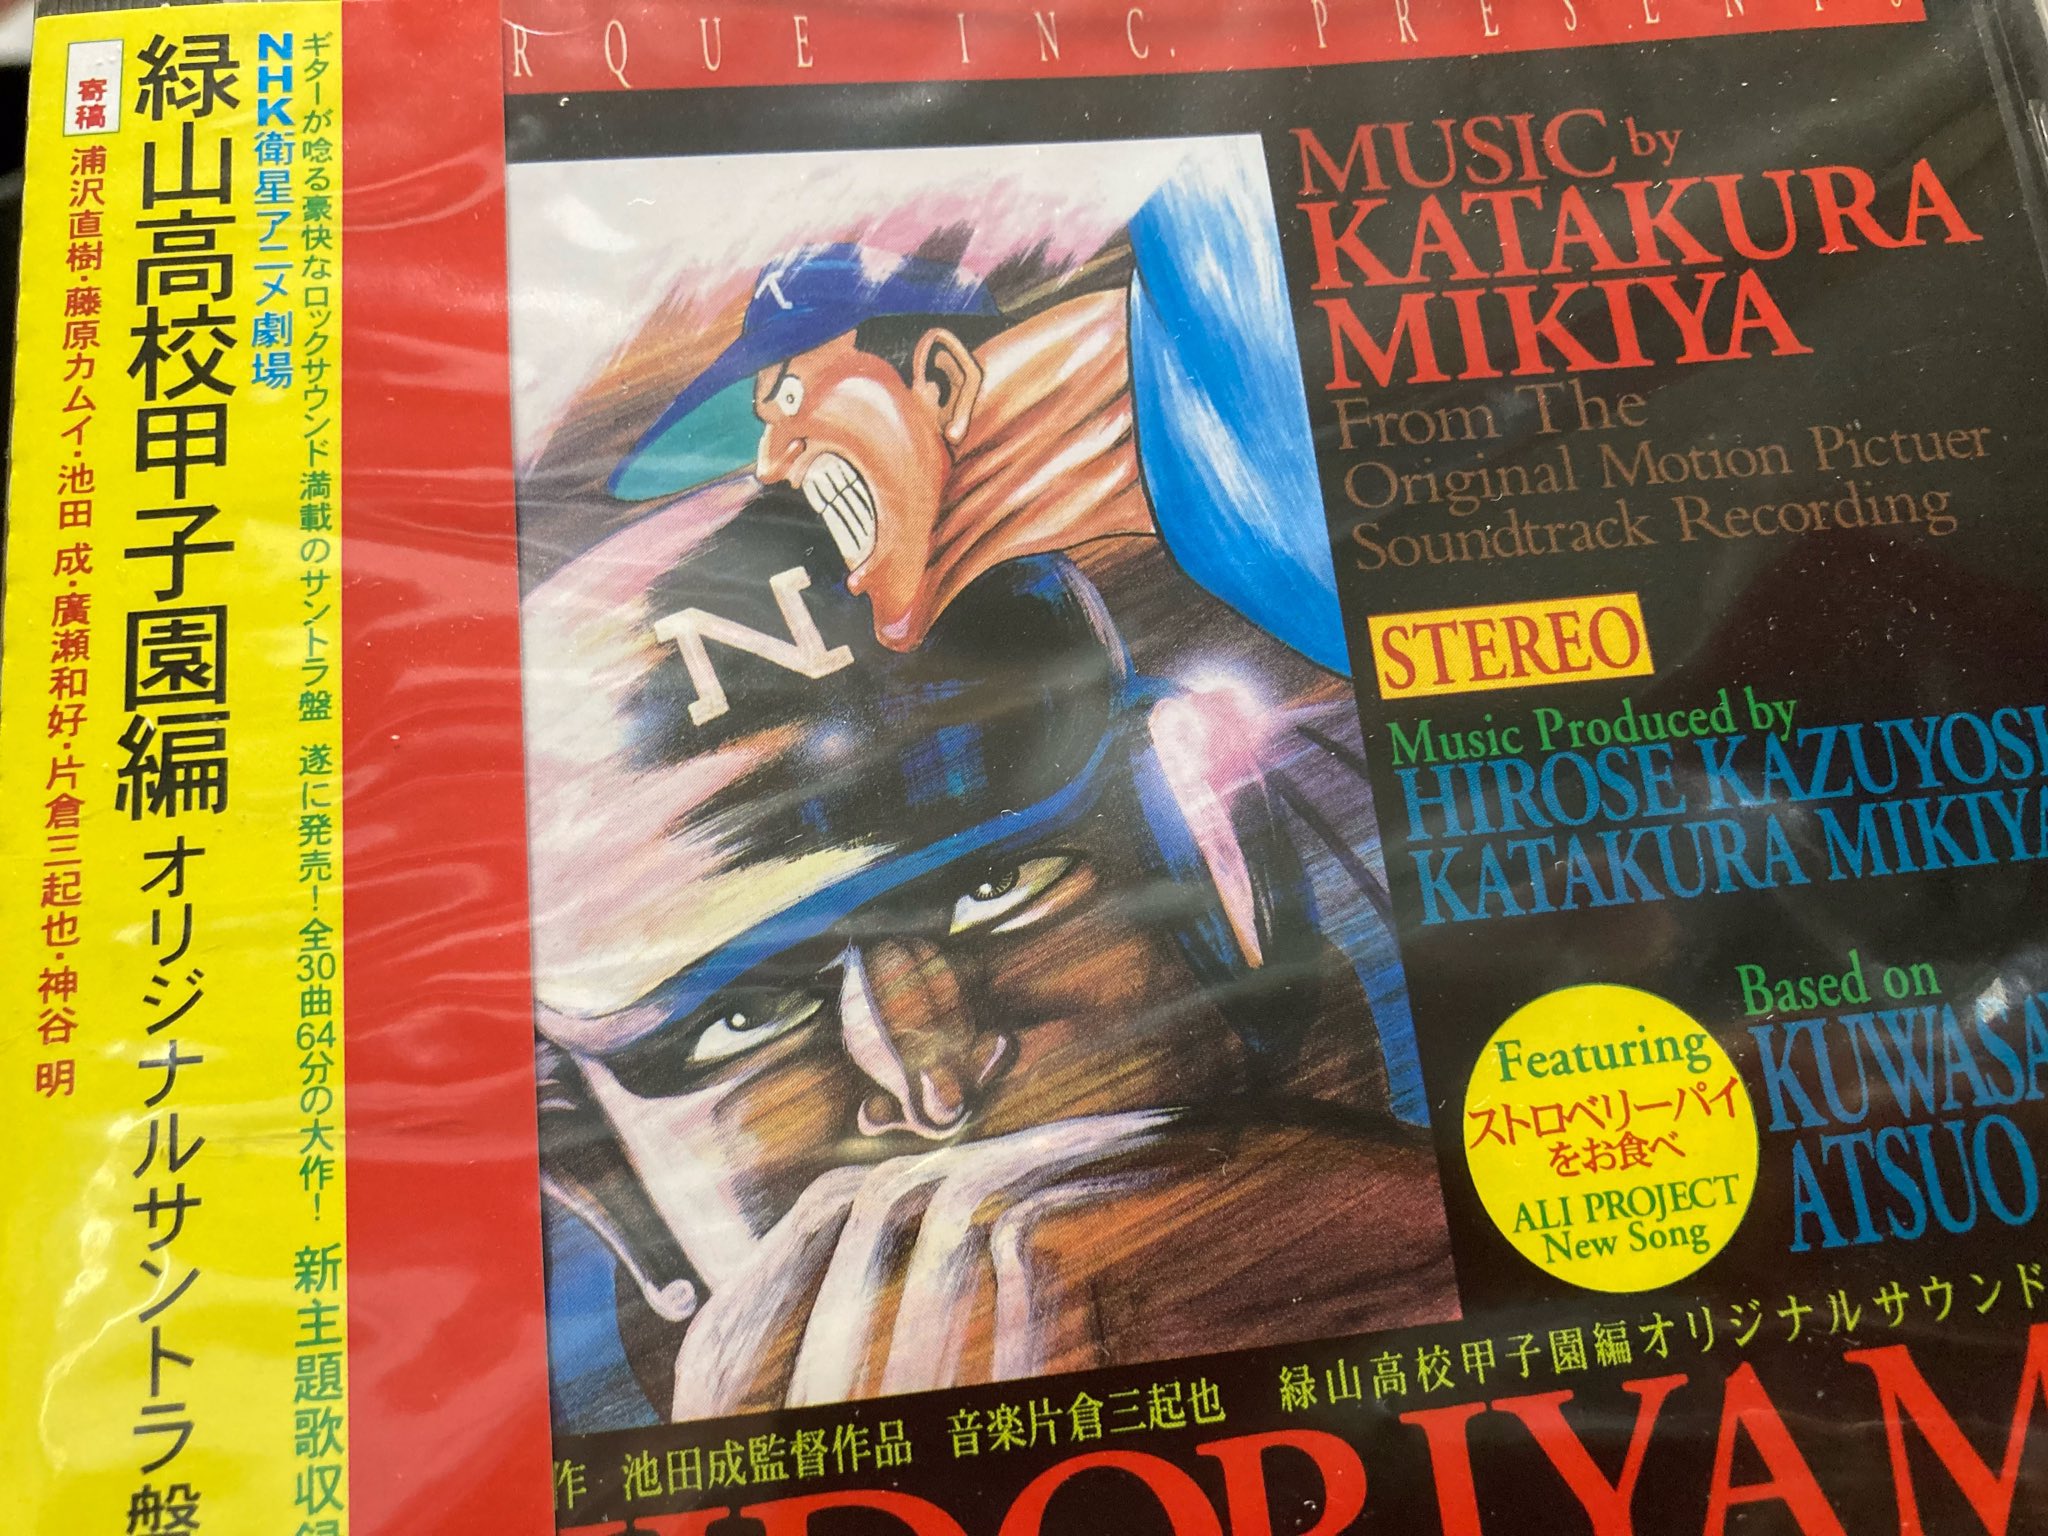 ギターが唸る豪快なロックサウンド満載のサントラ盤 遂に発売！全30曲64分の大作！ 新主題歌収録
NHK衛星アニメ劇場
緑山高校甲子園編 オリジナルサントラ盤
寄稿
浦沢直樹・藤原カムイ・池田 成・廣瀬和好・片倉三起也・神谷 明
RQUE INC. PRESENTS
MUSIC by
KATAKURA
MIKIYA
From The
Original Motion Pictuer
Soundtrack Recording
STEREO
Music Produced by
HIROSE KAZUYOSHI
KATAKURA MIKIYA
Based on
KUWASA
ATSUO
Featuring
ストロベリーパイ
をお食べ
ALI PROJECT
New Song
N
作 池田成監督作品 音楽片倉三起也 緑山高校甲子園編オリジナルサウンド
IDORIYAM